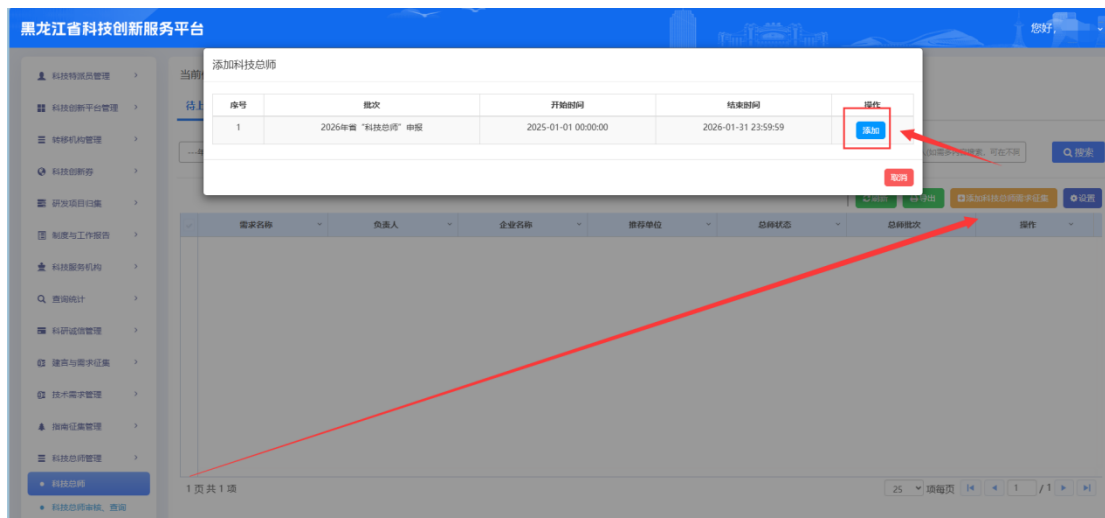 黑龙江省科技创新服务平台
您好,
添加科技总师
序号 批次 开始时间 结束时间 操作
1 2026年省“科技总师”申报 2025-01-01 00:00:00 2026-01-31 23:59:59 添加
取消
当前
待上
搜索
导出 添加科技总师需求征集 设置
需求名称 负责人 企业名称 推荐单位 总师状态 总师批次 操作
科技特派员管理
科技创新平台管理
转移机构管理
科技创新券
研发项目归集
制度与工作报告
科技服务机构
查询统计
科研诚信管理
建言与需求征集
技术需求管理
指南征集管理
科技总师管理
科技总师
科技总师审核、查询
1 页 共 1 项
25 项每页 1 / 1